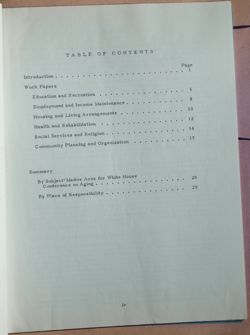 TABLE OF CONTENTS
Page
Introduction . . . . . . . . . . . . . . . . . . . . . . . . 1
Work Papers
Education and Recreation . . . . . . . . . . . . . . . . 5
Employment and Income Maintenance . . . . . . . . . . . 8
Housing and Living Arrangements . . . . . . . . . . . . 10
Health and Rehabilitation . . . . . . . . . . . . . . . . 12
Social Services and Religion . . . . . . . . . . . . . . . 14
Community Planning and Organization . . . . . . . . . . 17
Summary
By Subject-Matter Area for White House
Conference on Aging . . . . . . . . . . . . . . . . 20
By Place of Responsibility . . . . . . . . . . . . . . . 29